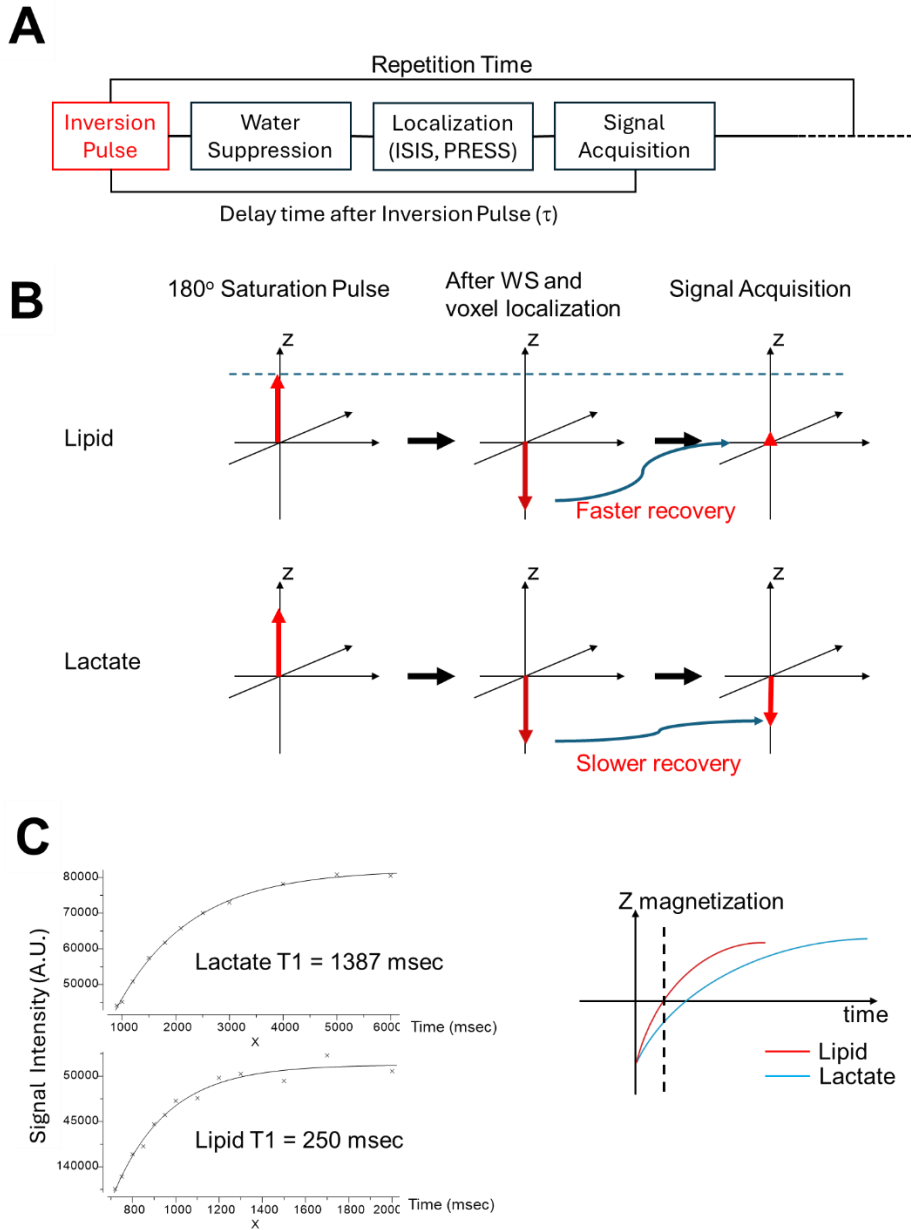 A
Repetition Time
Inversion Pulse
Water Suppression
Localization (ISIS, PRESS)
Signal Acquisition
Delay time after Inversion Pulse (τ)
B
180° Saturation Pulse
After WS and voxel localization
Signal Acquisition
Z
Z
Z
Lipid
Faster recovery
Z
Z
Z
Lactate
Slower recovery
C
Signal Intensity (A.U.)
80000
70000
60000
50000
Lactate T1 = 1387 msec
1000 2000 3000 4000 5000 6000
Time (msec)
X
50000
45000
140000
Lipid T1 = 250 msec
800 1000 1200 1400 1600 1800 2000
Time (msec)
X
Z magnetization
time
Lipid
Lactate